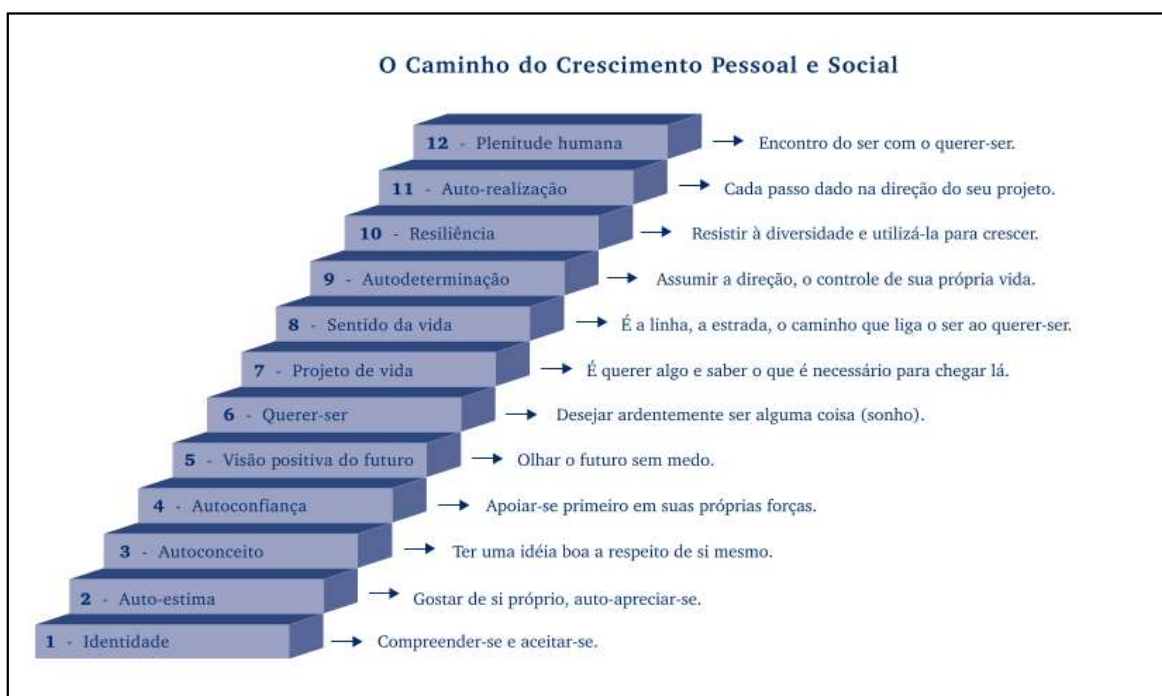 O Caminho do Crescimento Pessoal e Social
12 - Plenitude humana → Encontro do ser com o querer-ser.
11 - Auto-realização → Cada passo dado na direção do seu projeto.
10 - Resiliência → Resistir à diversidade e utilizá-la para crescer.
9 - Autodeterminação → Assumir a direção, o controle de sua própria vida.
8 - Sentido da vida → É a linha, a estrada, o caminho que liga o ser ao querer-ser.
7 - Projeto de vida → É querer algo e saber o que é necessário para chegar lá.
6 - Querer-ser → Desejar ardentemente ser alguma coisa (sonho).
5 - Visão positiva do futuro → Olhar o futuro sem medo.
4 - Autoconfiança → Apoiar-se primeiro em suas próprias forças.
3 - Autoconceito → Ter uma idéia boa a respeito de si mesmo.
2 - Auto-estima → Gostar de si próprio, auto-apreciar-se.
1 - Identidade → Compreender-se e aceitar-se.